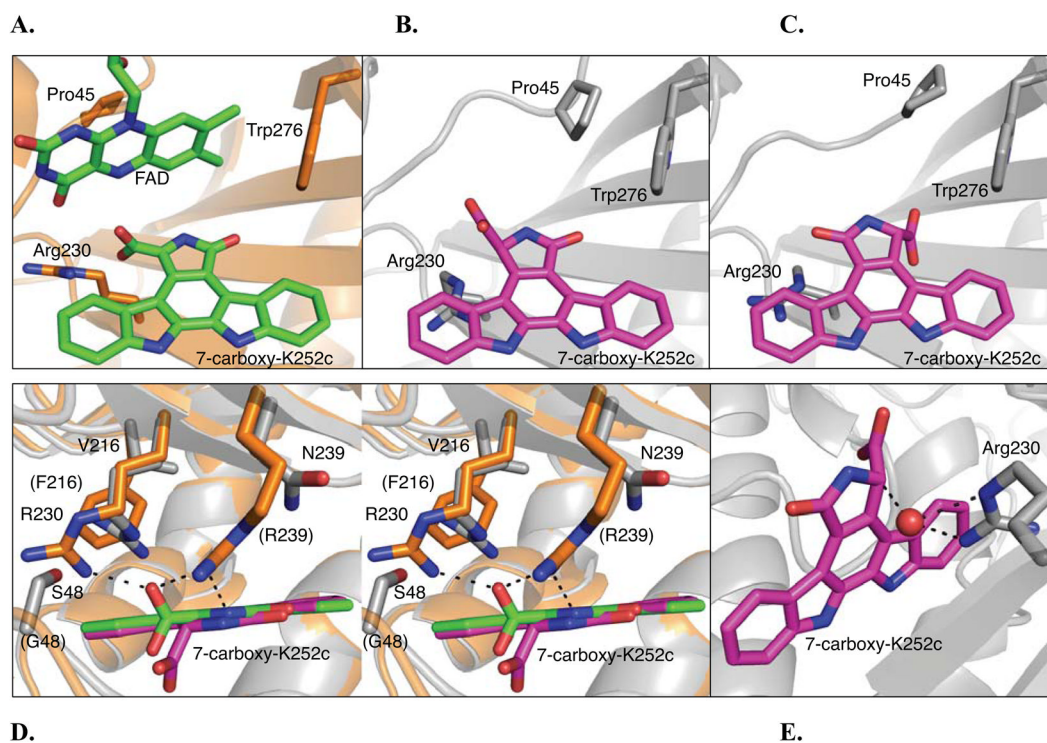 A.
B.
C.
Pro45
Trp276
FAD
Arg230
7-carboxy-K252c
Pro45
Trp276
Arg230
7-carboxy-K252c
Pro45
Trp276
Arg230
7-carboxy-K252c
V216
N239
(F216)
R230
(R239)
S48
(G48)
7-carboxy-K252c
V216
N239
(F216)
R230
(R239)
S48
(G48)
7-carboxy-K252c
Arg230
7-carboxy-K252c
D.
E.